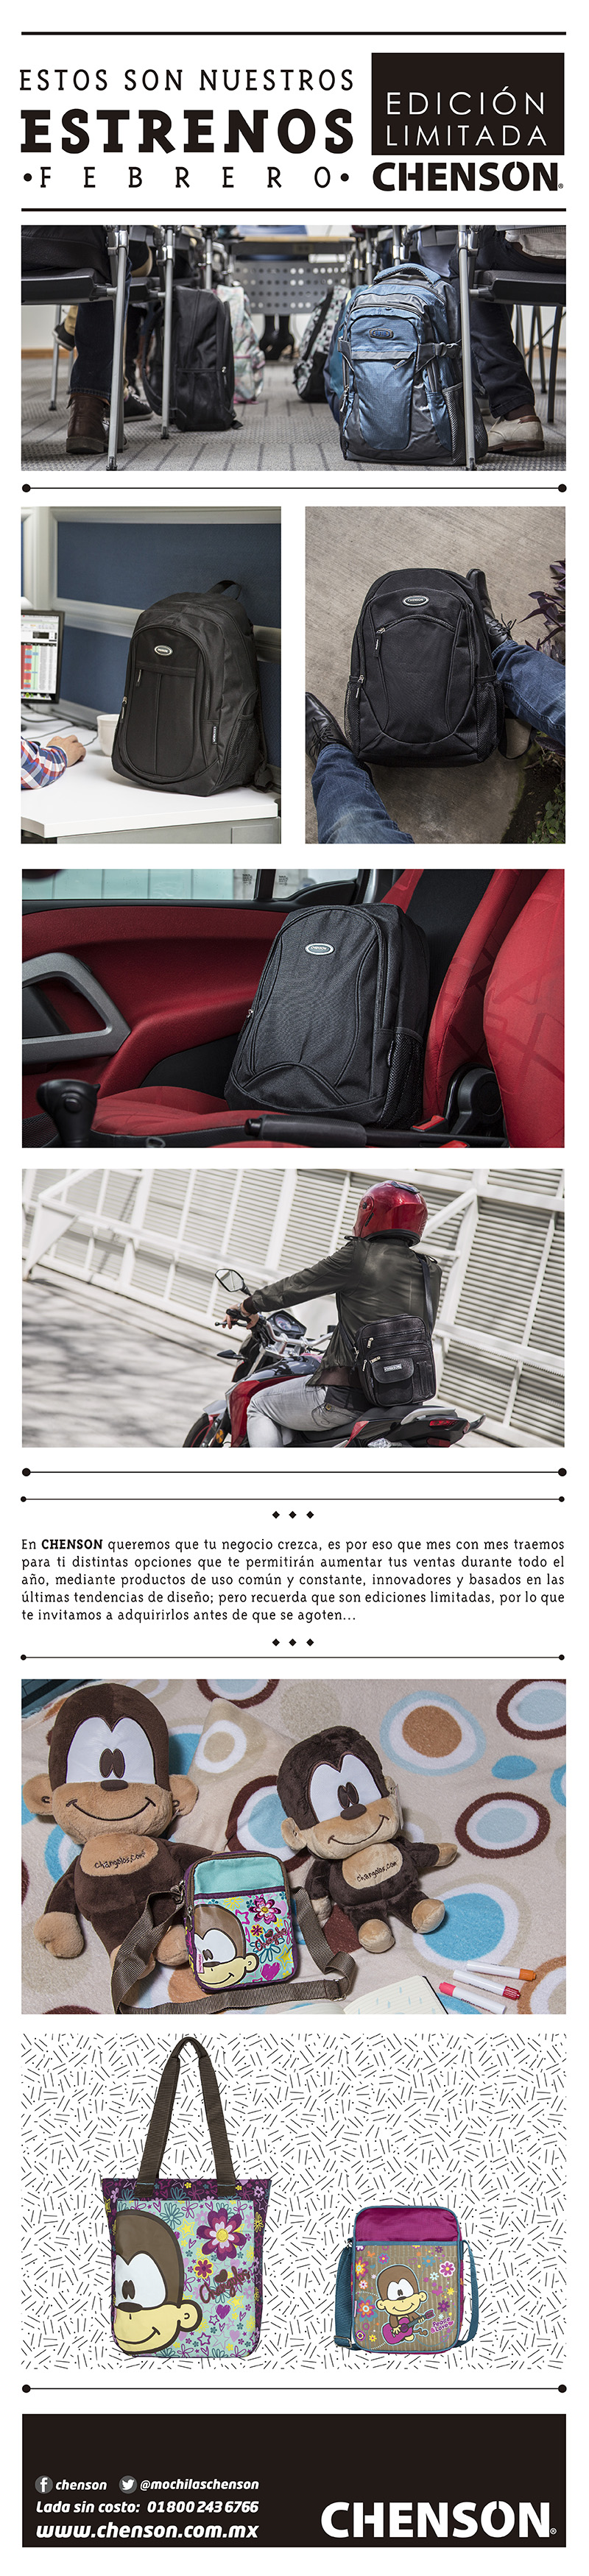 ESTOS SON NUESTROS
ESTRENOS
•FEBRERO•
EDICIÓN
LIMITADA
CHENSON®
En CHENSON queremos que tu negocio crezca, es por eso que mes con mes traemos
para ti distintas opciones que te permitirán aumentar tus ventas durante todo el
año, mediante productos de uso común y constante, innovadores y basados en las
últimas tendencias de diseño; pero recuerda que son ediciones limitadas, por lo que
te invitamos a adquirirlos antes de que se agoten...
changolos.com
changolos.com
f chenson @mochilaschenson
Lada sin costo: 01800 243 6766
www.chenson.com.mx
CHENSON®